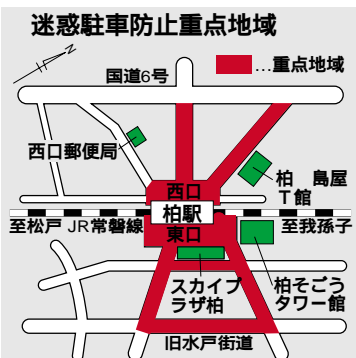 迷惑駐車防止重点地域
N
国道6号
…重点地域
西口郵便局
柏 島屋
T館
西口
柏駅
至松戸 JR常磐線
至我孫子
東口
スカイプ
ラザ柏
柏そごう
タワー館
旧水戸街道